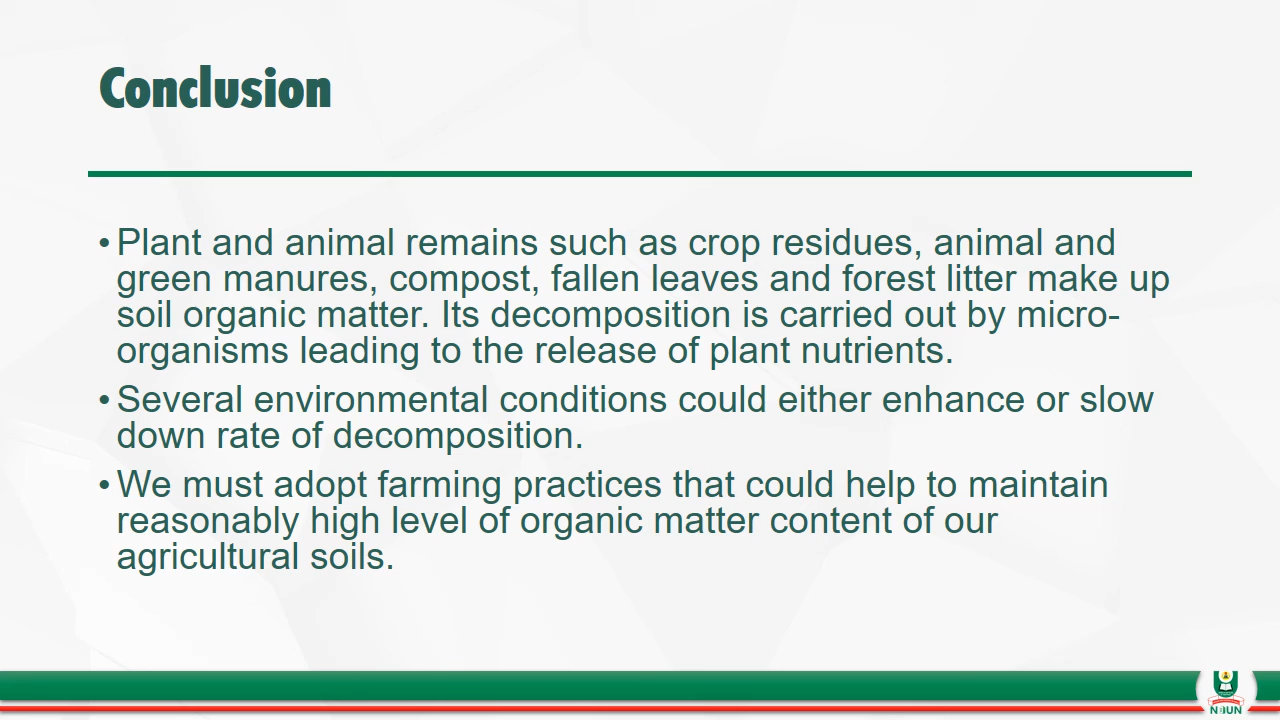 Conclusion
• Plant and animal remains such as crop residues, animal and
green manures, compost, fallen leaves and forest litter make up
soil organic matter. Its decomposition is carried out by micro-
organisms leading to the release of plant nutrients.
• Several environmental conditions could either enhance or slow
down rate of decomposition.
• We must adopt farming practices that could help to maintain
reasonably high level of organic matter content of our
agricultural soils.
NOUN